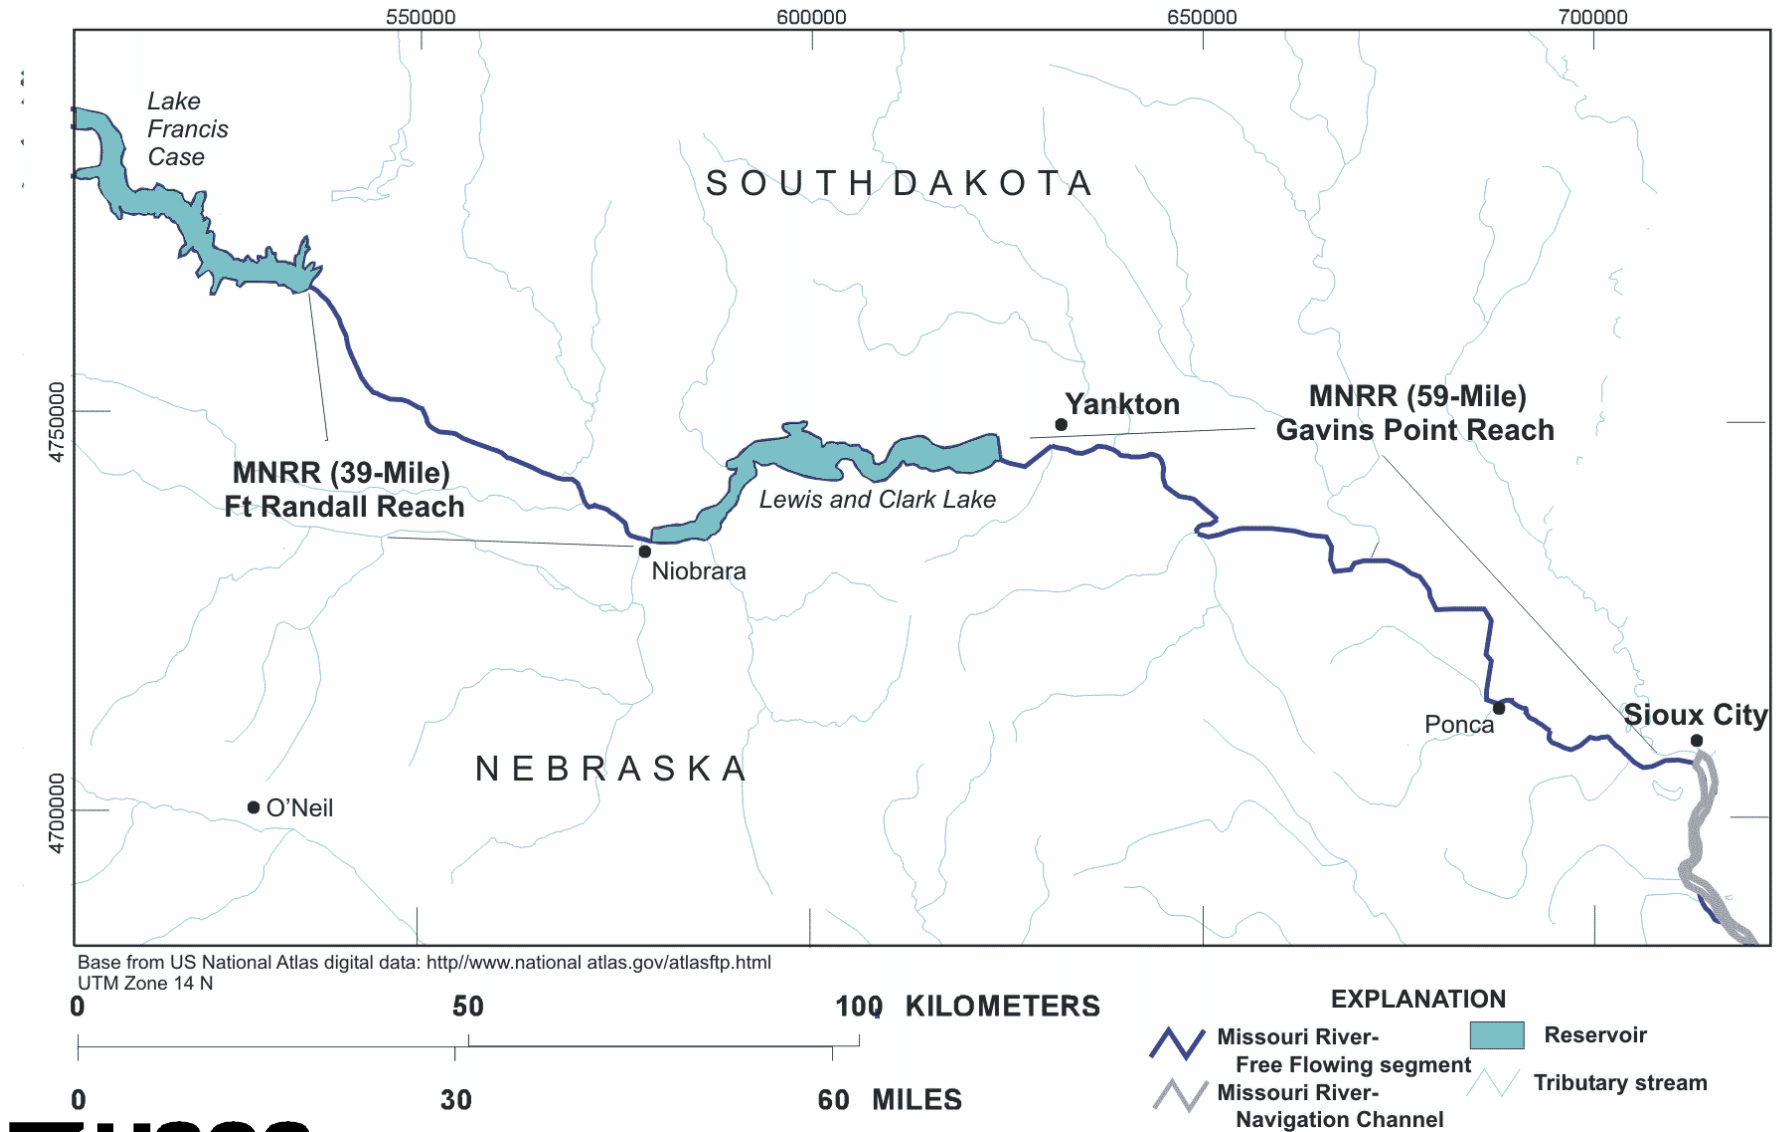 550000
600000
650000
700000
Lake
Francis
Case
SOUTH DAKOTA
4750000
Yankton
MNRR (59-Mile)
Gavins Point Reach
MNRR (39-Mile)
Ft Randall Reach
Lewis and Clark Lake
Niobrara
Ponca
Sioux City
NEBRASKA
O'Neil
4700000
Base from US National Atlas digital data: http//www.national atlas.gov/atlasftp.html
UTM Zone 14 N
0 50 100 KILOMETERS
0 30 60 MILES
EXPLANATION
Missouri River-
Free Flowing segment
Missouri River-
Navigation Channel
Reservoir
Tributary stream